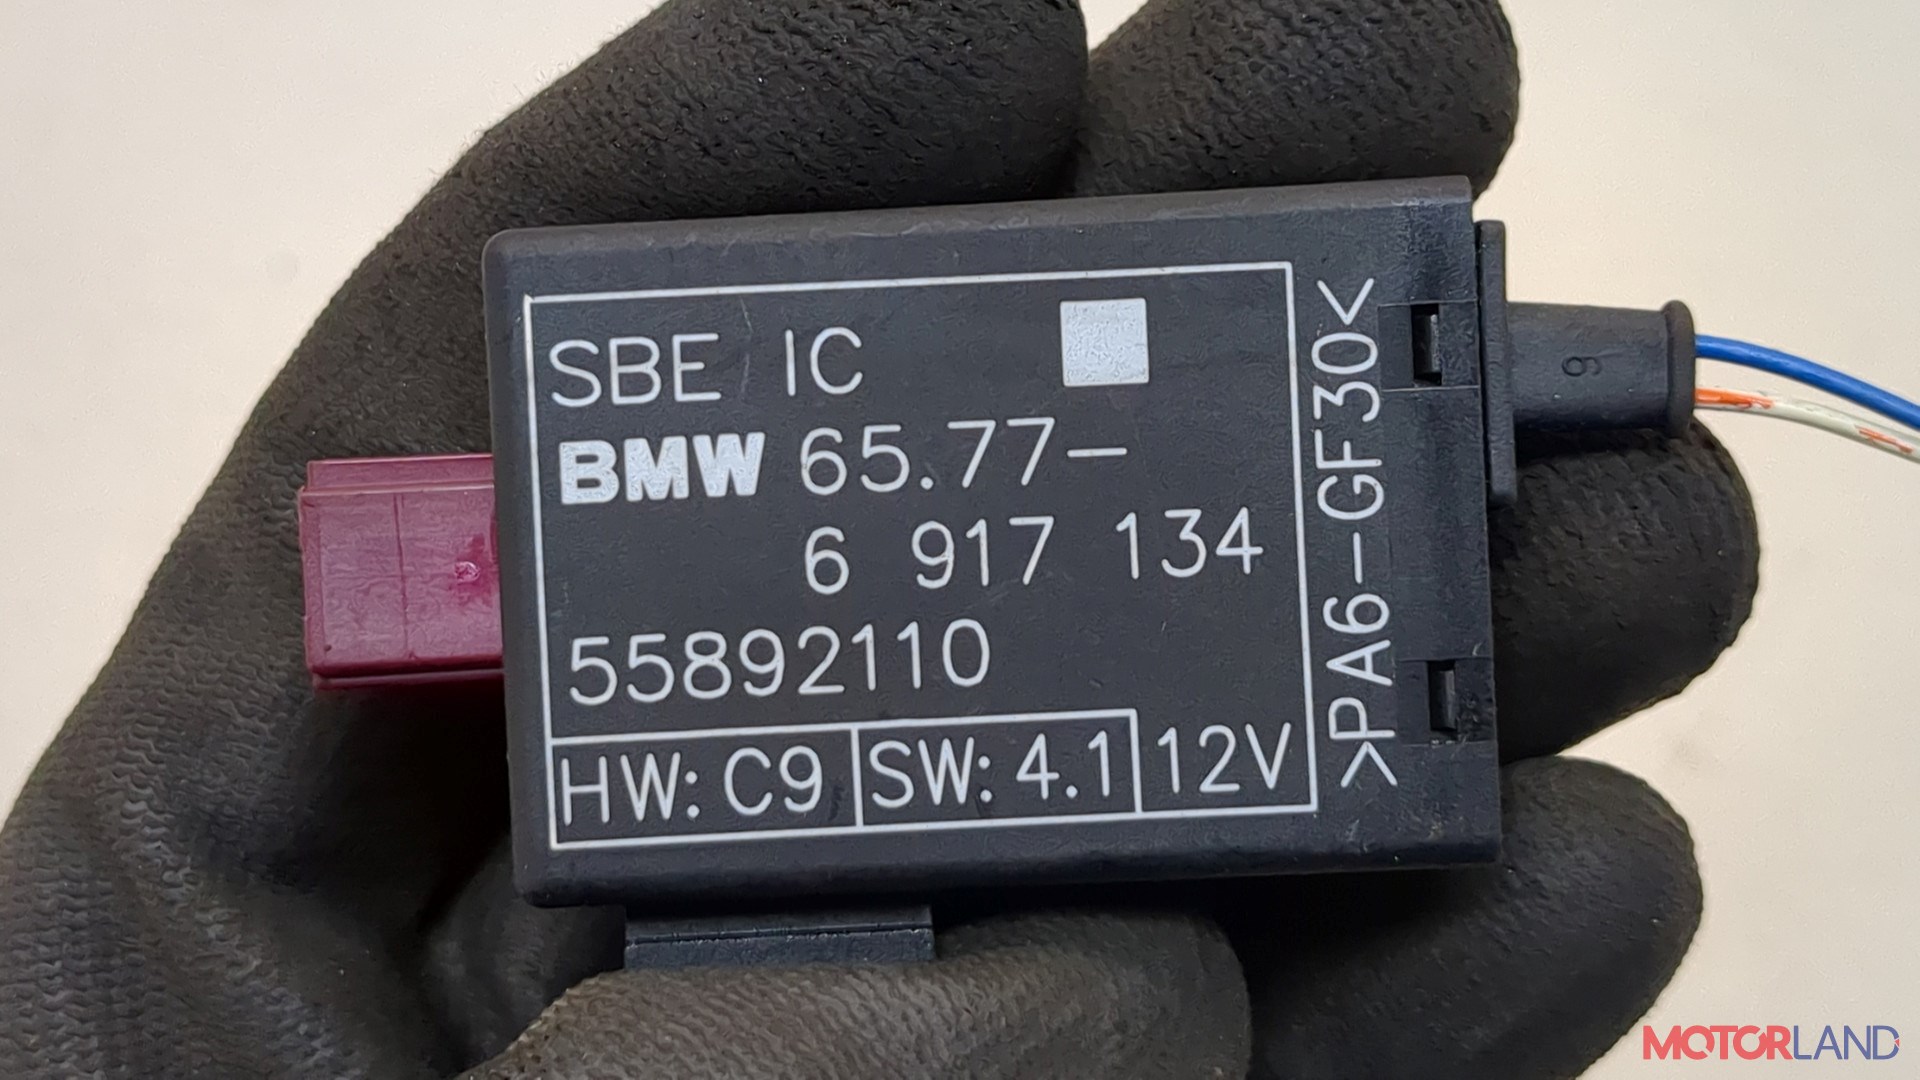 SBE IC
BMW 65.77-
6 917 134
55892110
HW: C9 SW: 4.1 12V
>PA6-GF30<
9
MOTORLAND